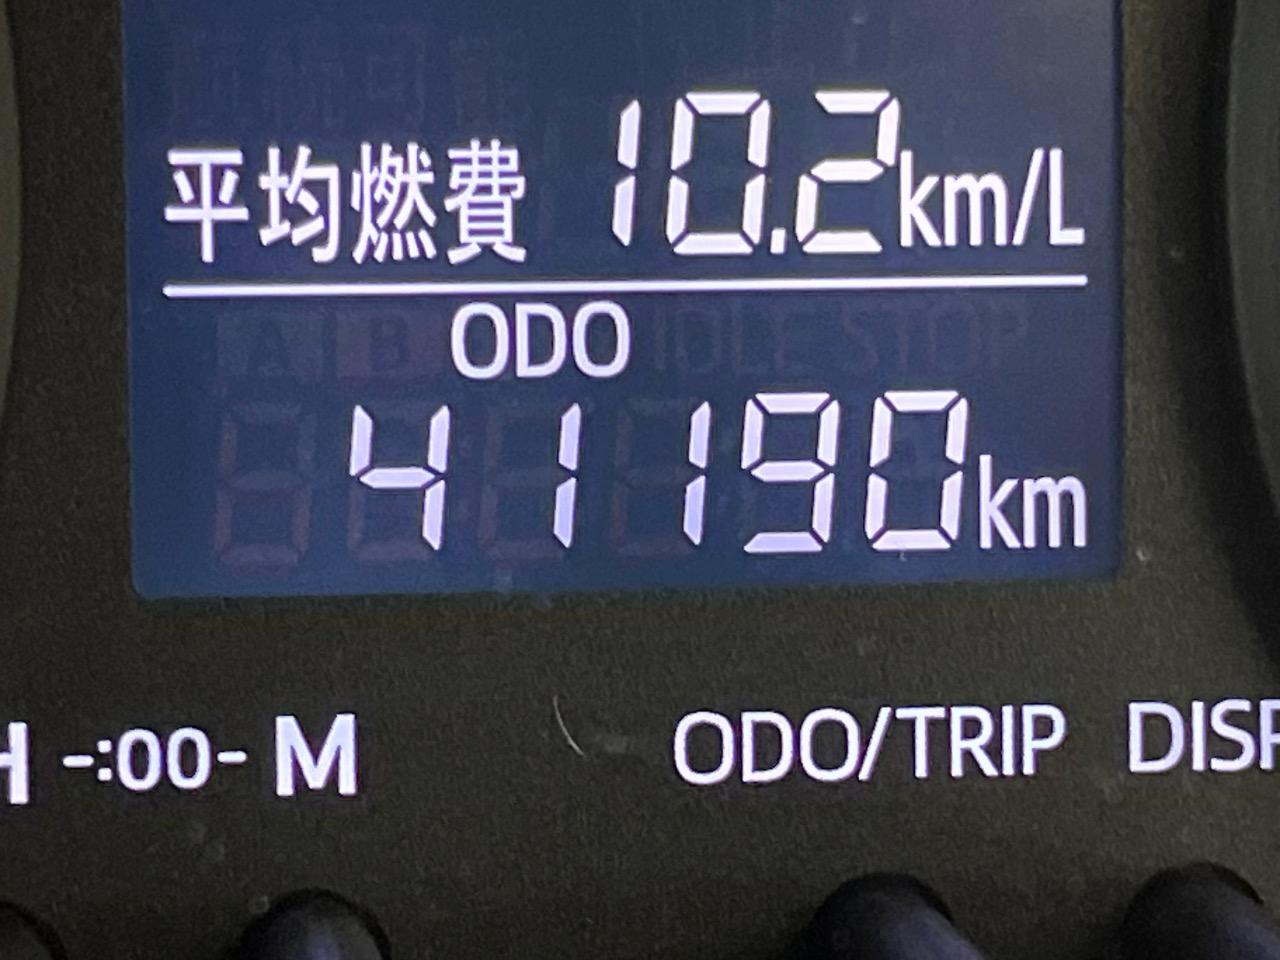 平均燃費 10.2km/L
ODO
41190km
H -:00- M ODO/TRIP DISP